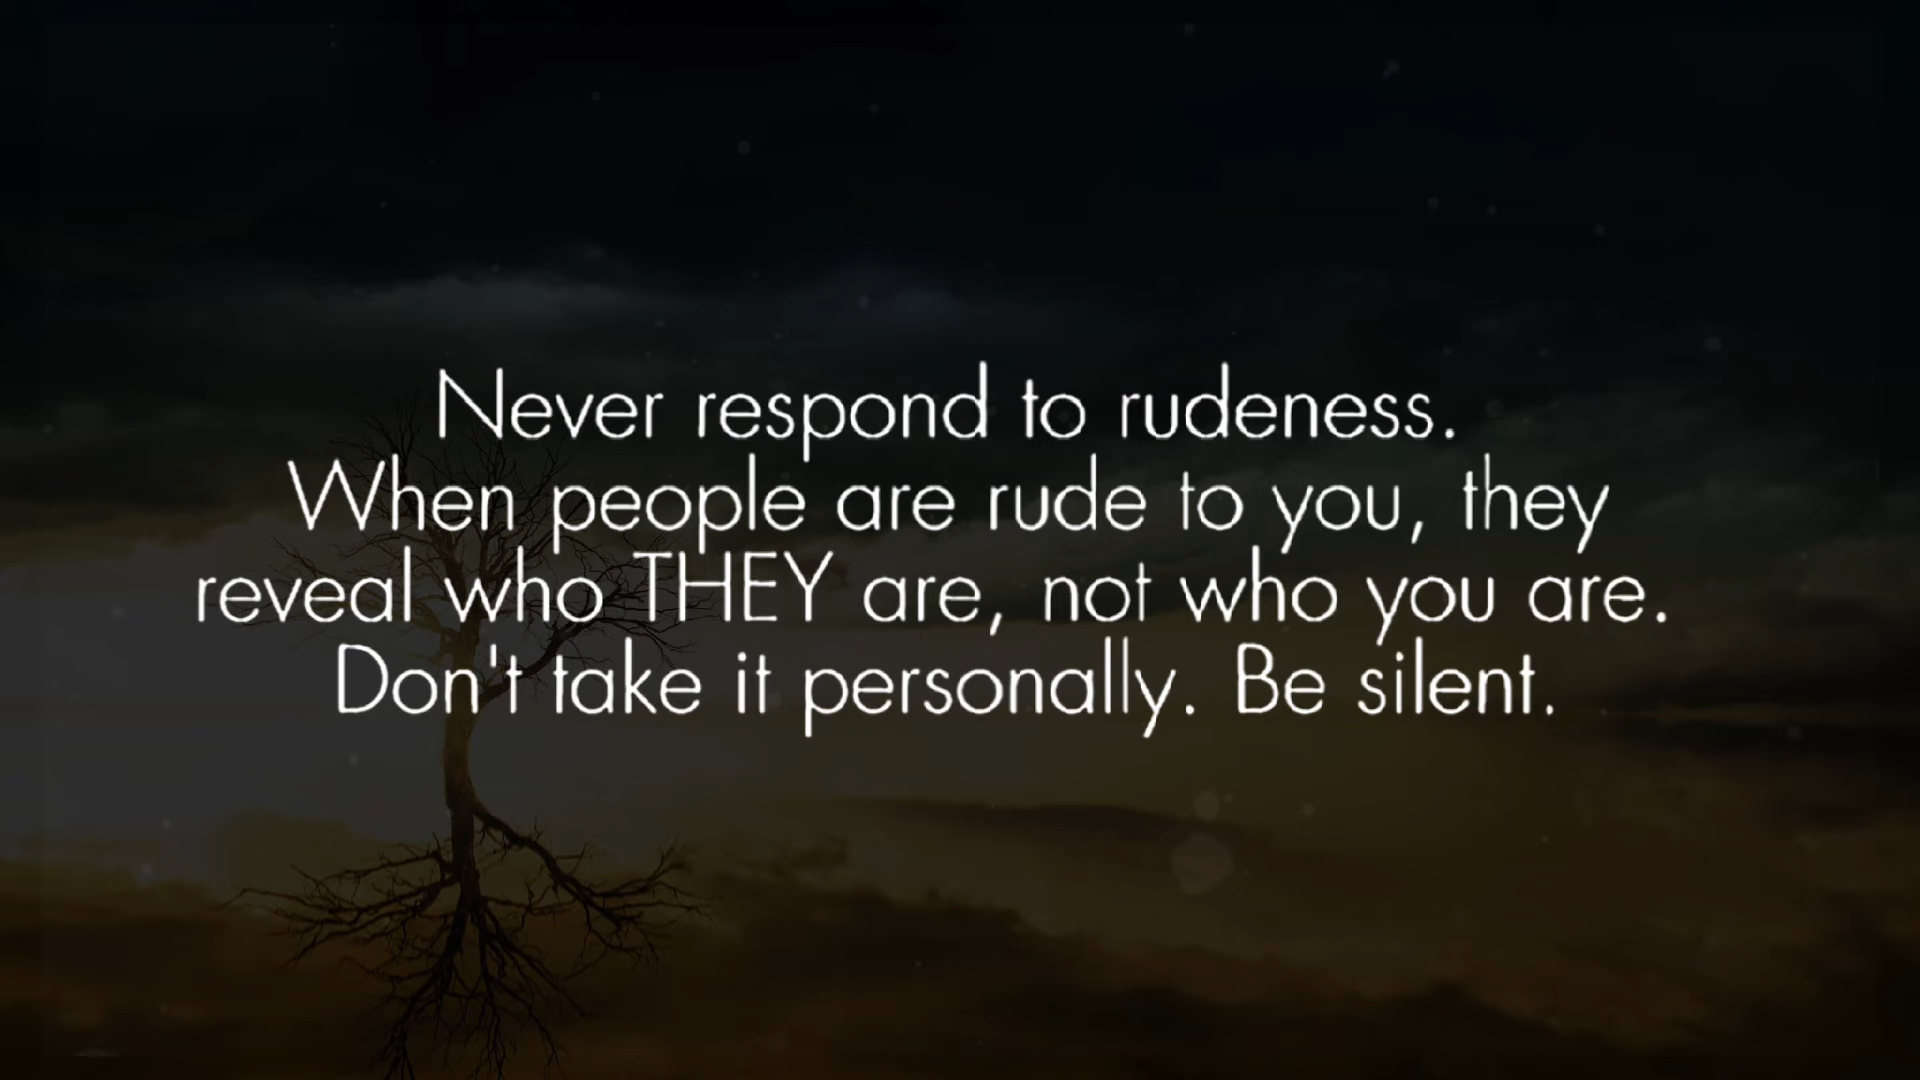 Never respond to rudeness.
When people are rude to you, they
reveal who THEY are, not who you are.
Don't take it personally. Be silent.